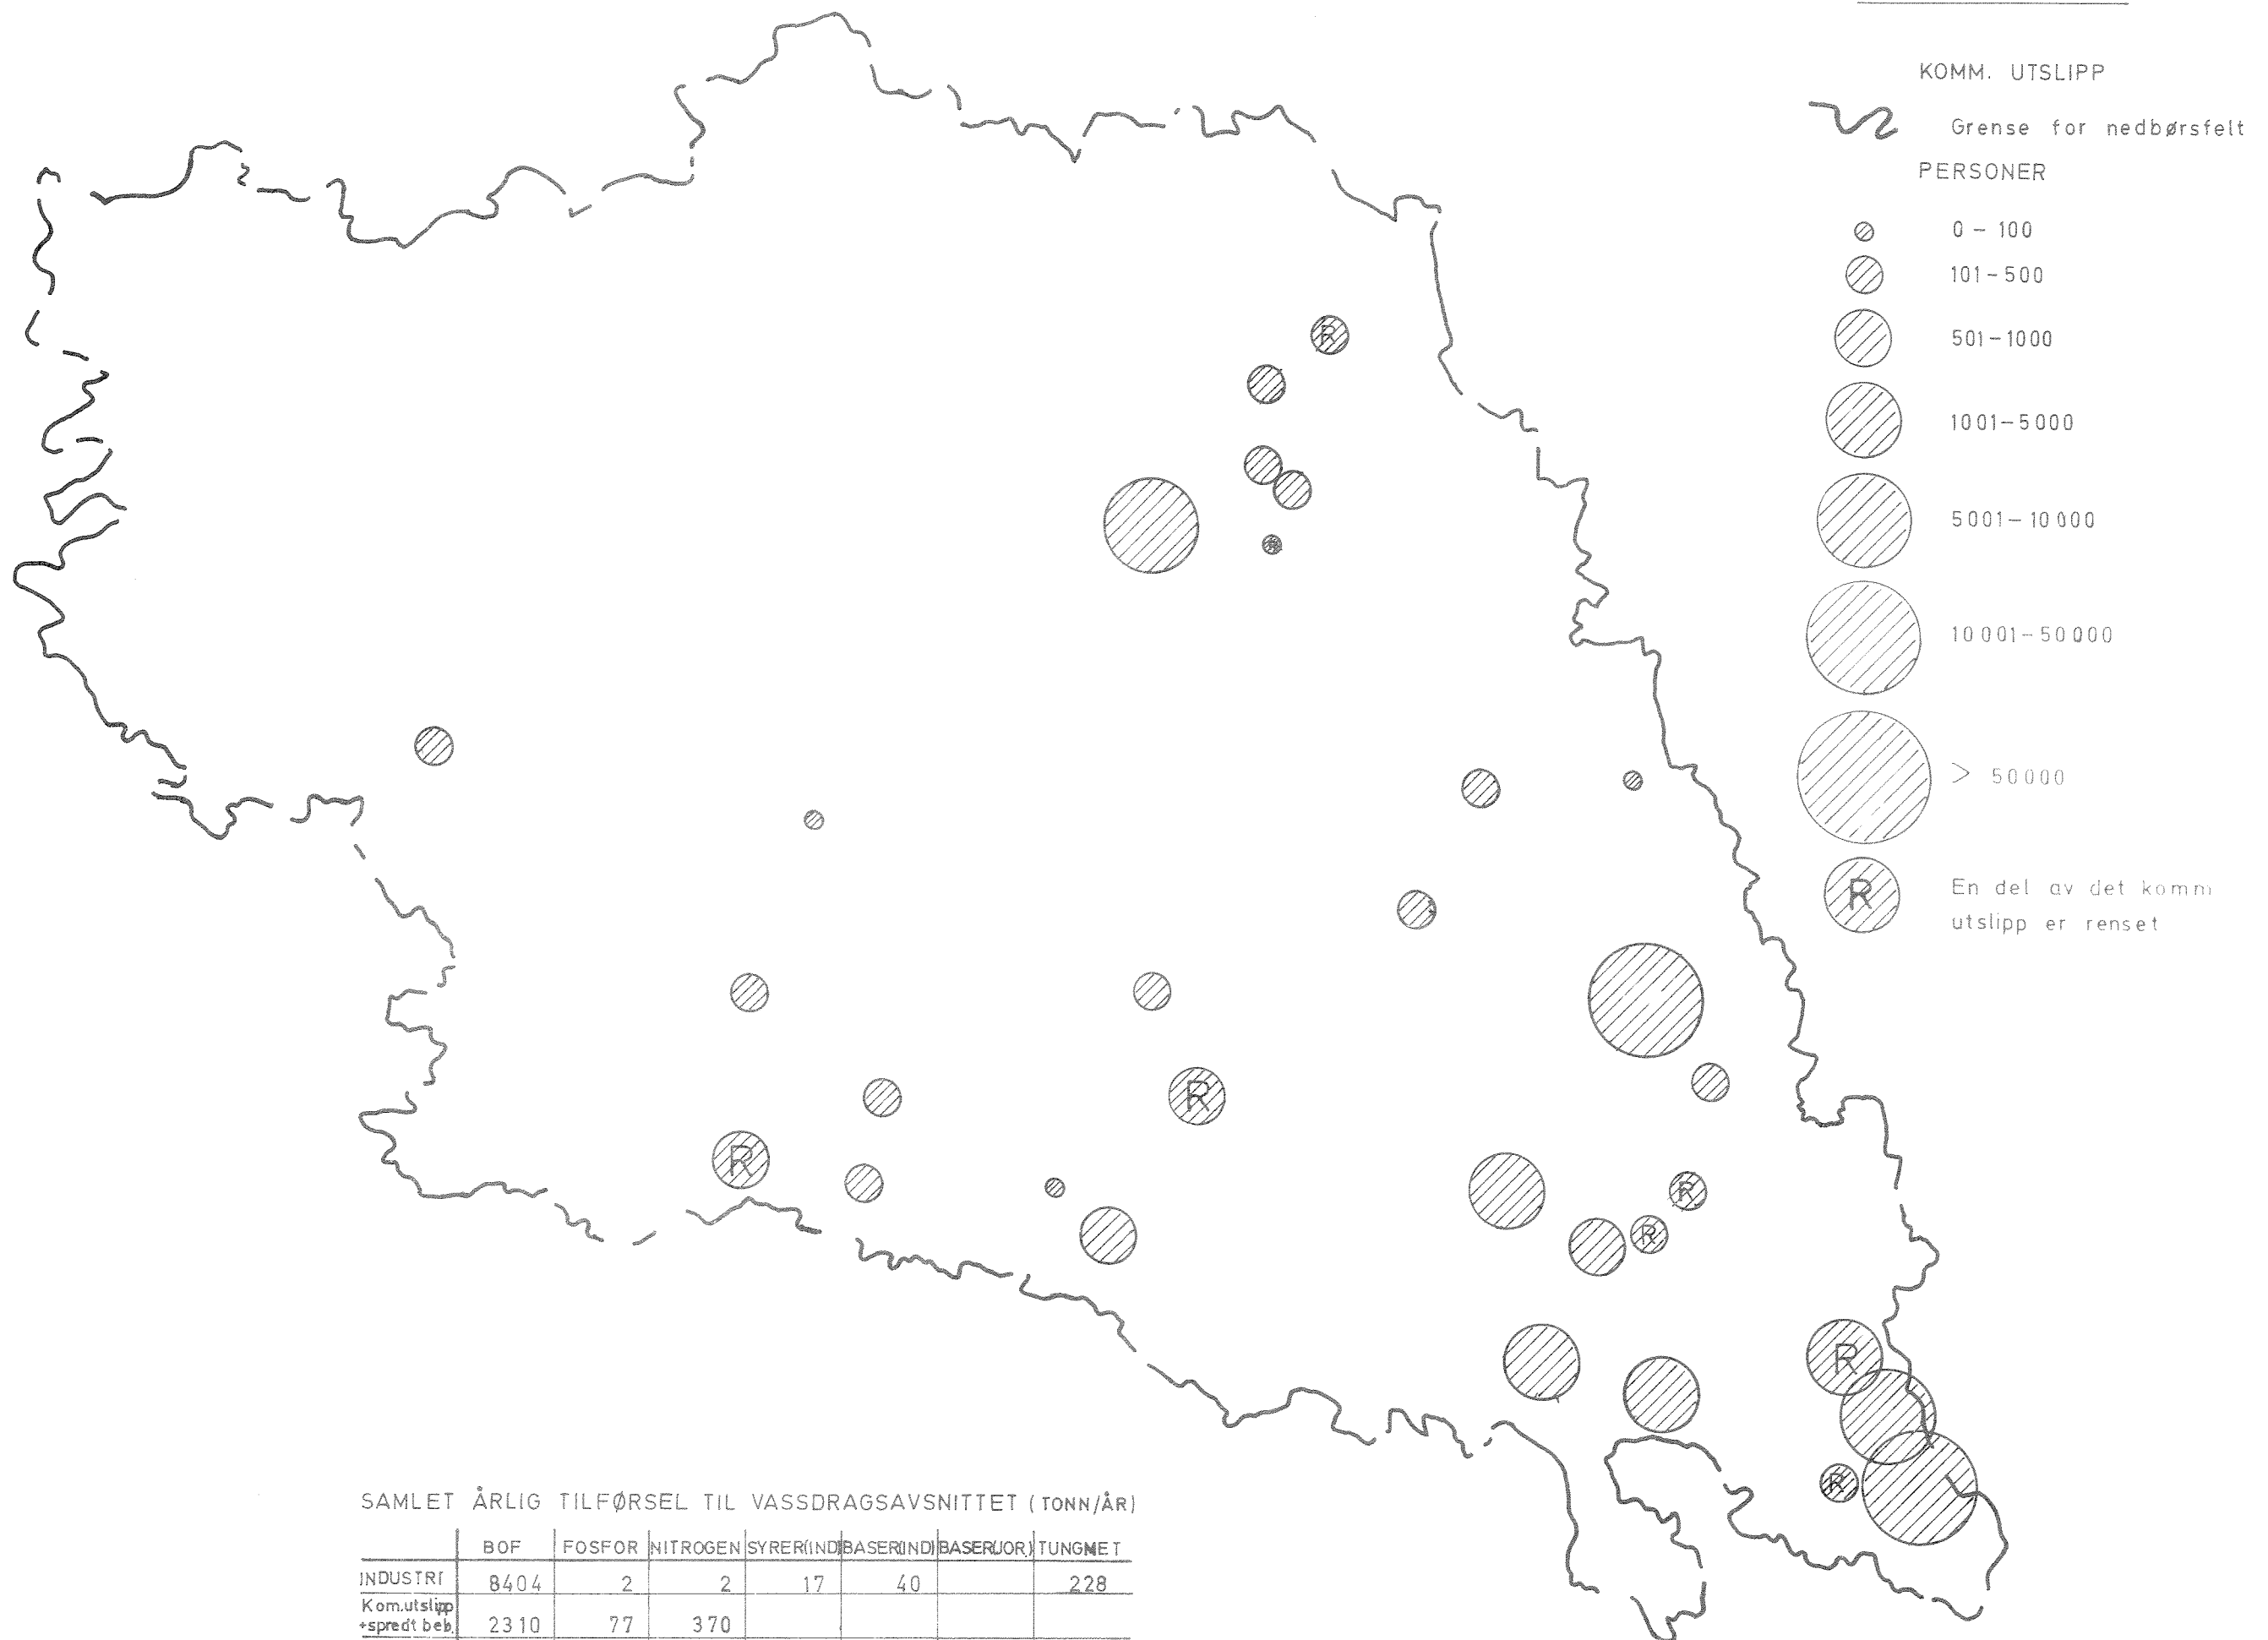 KOMM. UTSLIPP
Grense for nedbørsfelt
PERSONER
0 – 100
101 – 500
501 – 1000
1001 – 5000
5001 – 10 000
10 001 – 50 000
> 50000
R En del av det komm
utslipp er renset
R
R
R
R
R
R
R
R
SAMLET ÅRLIG TILFØRSEL TIL VASSDRAGSAVSNITTET (TONN/ÅR)
BOF FOSFOR NITROGEN SYRER(IND) BASER(IND) BASER(JOR.) TUNGMET
INDUSTRI 8404 2 2 17 40 228
Kom.utslipp
+spredt beb. 2310 77 370